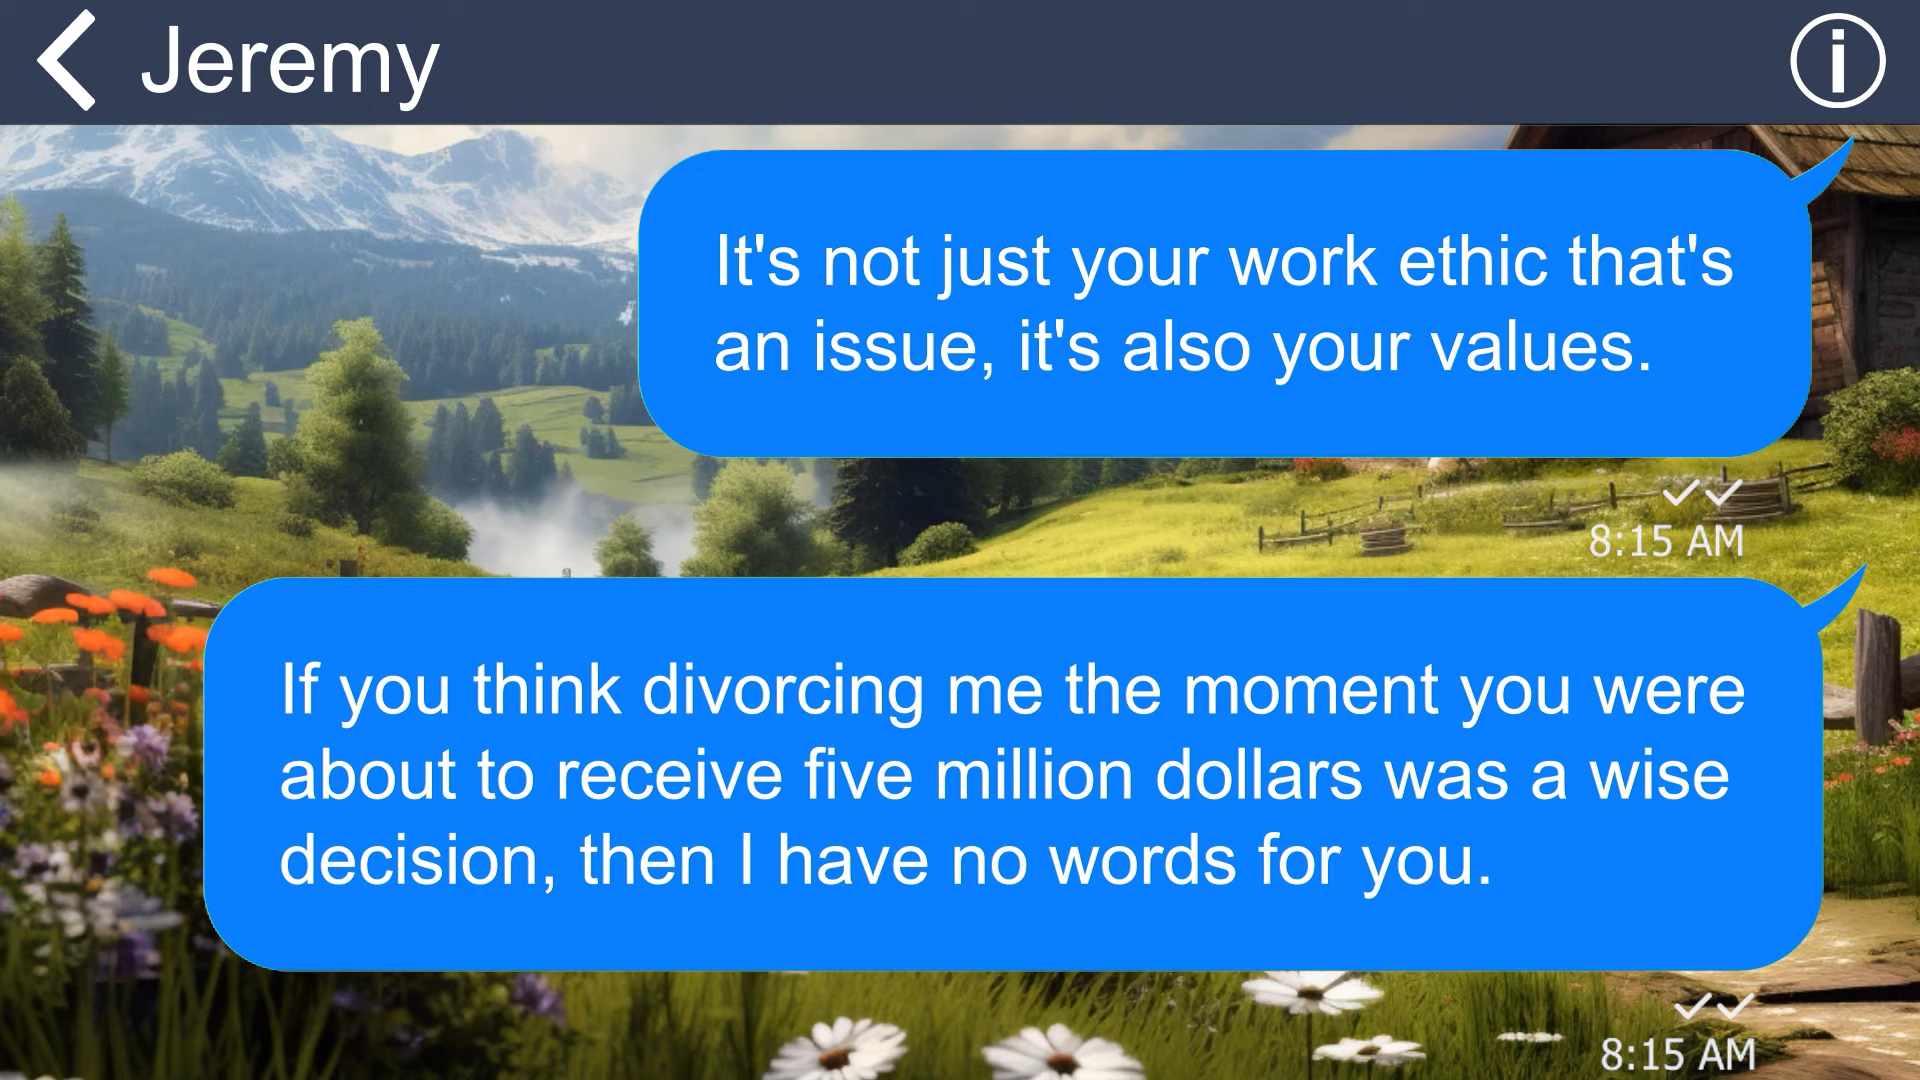 Jeremy
It's not just your work ethic that's
an issue, it's also your values.
8:15 AM
If you think divorcing me the moment you were
about to receive five million dollars was a wise
decision, then I have no words for you.
8:15 AM